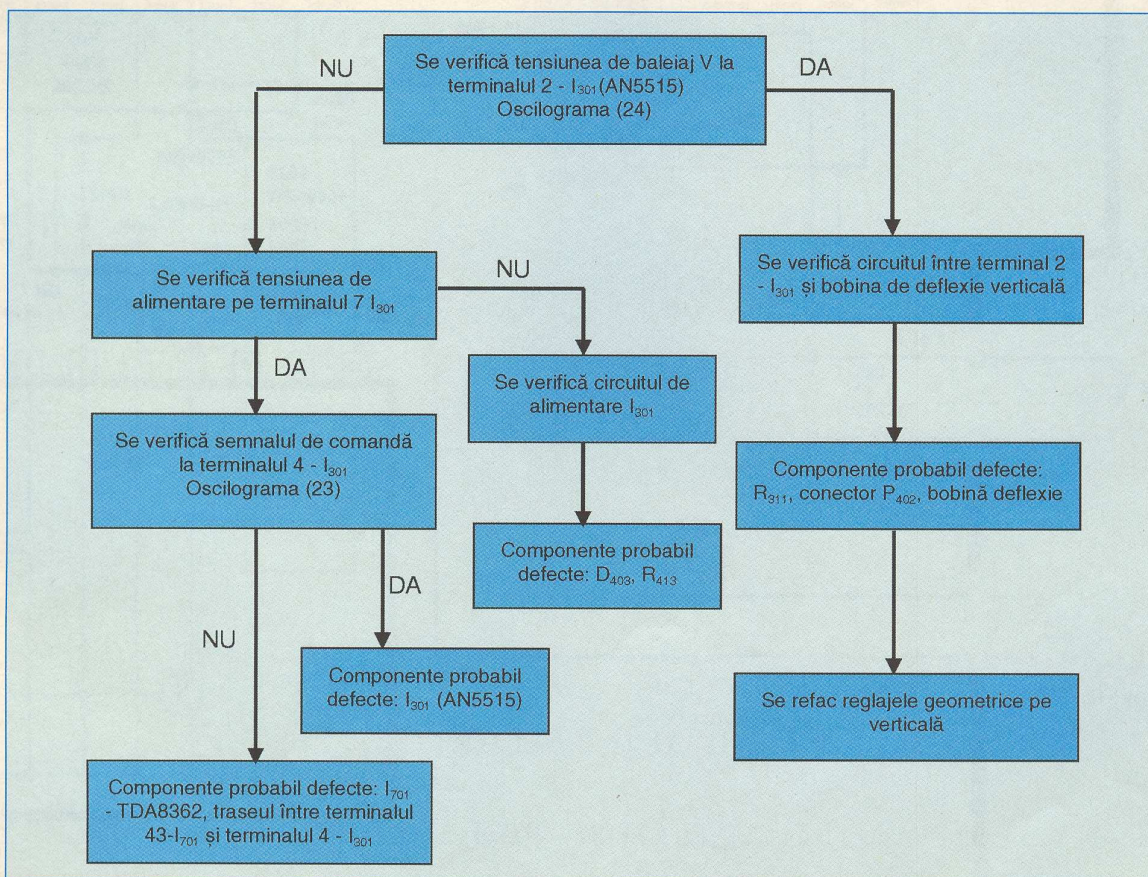 NU
Se verifică tensiunea de baleiaj V la
terminalul 2 - I301 (AN5515)
Oscilograma (24)
DA
Se verifică tensiunea de
alimentare pe terminalul 7 I301
NU
Se verifică circuitul între terminal 2
- I301 și bobina de deflexie verticală
DA
Se verifică circuitul de
alimentare I301
Se verifică semnalul de comandă
la terminalul 4 - I301
Oscilograma (23)
Componente probabil defecte:
R311, conector P402, bobină deflexie
Componente probabil
defecte: D403, R413
DA
NU
Componente probabil
defecte: I301 (AN5515)
Se refac reglajele geometrice pe
verticală
Componente probabil defecte: I701
- TDA8362, traseul între terminalul
43-I701 și terminalul 4 - I301